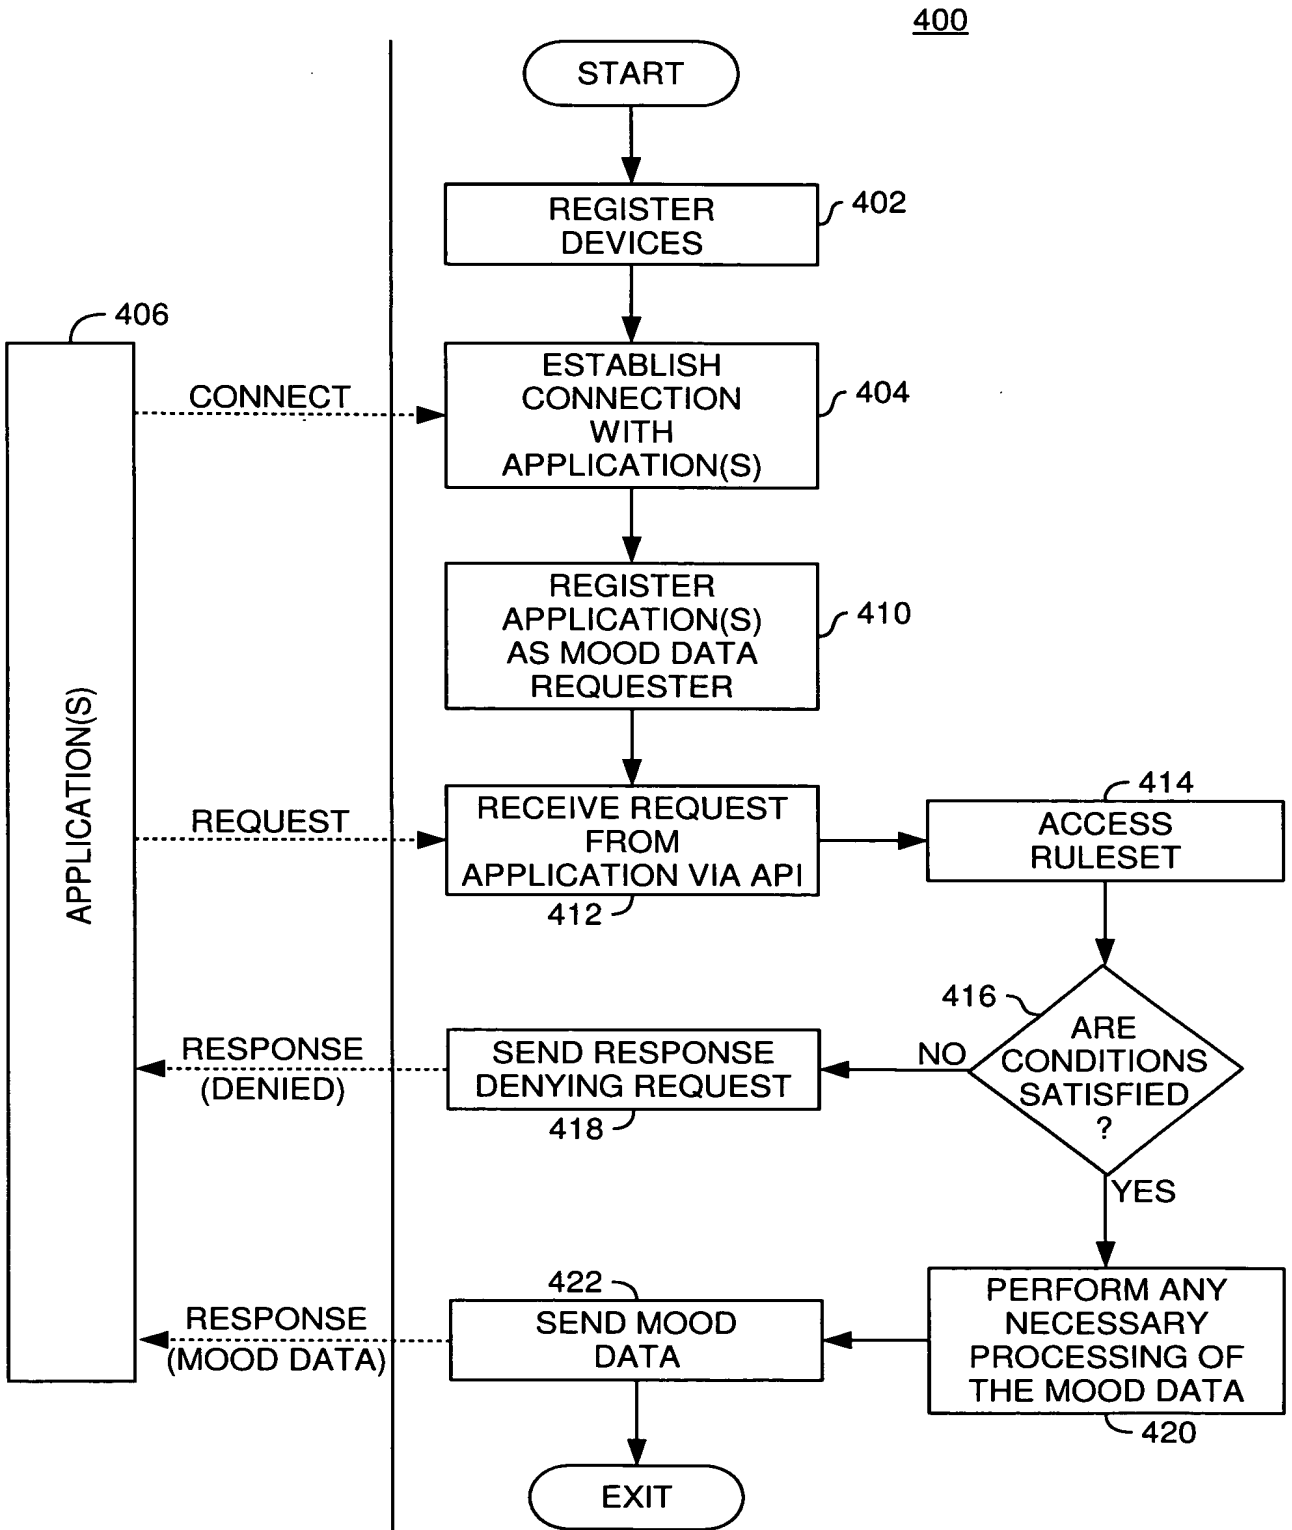 400
START
REGISTER
DEVICES
402
406
CONNECT
ESTABLISH
CONNECTION
WITH
APPLICATION(S)
404
REGISTER
APPLICATION(S)
AS MOOD DATA
REQUESTER
410
APPLICATION(S)
REQUEST
RECEIVE REQUEST
FROM
APPLICATION VIA API
412
414
ACCESS
RULESET
416
ARE
CONDITIONS
SATISFIED
?
NO
YES
SEND RESPONSE
DENYING REQUEST
418
RESPONSE
(DENIED)
PERFORM ANY
NECESSARY
PROCESSING OF
THE MOOD DATA
420
422
SEND MOOD
DATA
RESPONSE
(MOOD DATA)
EXIT